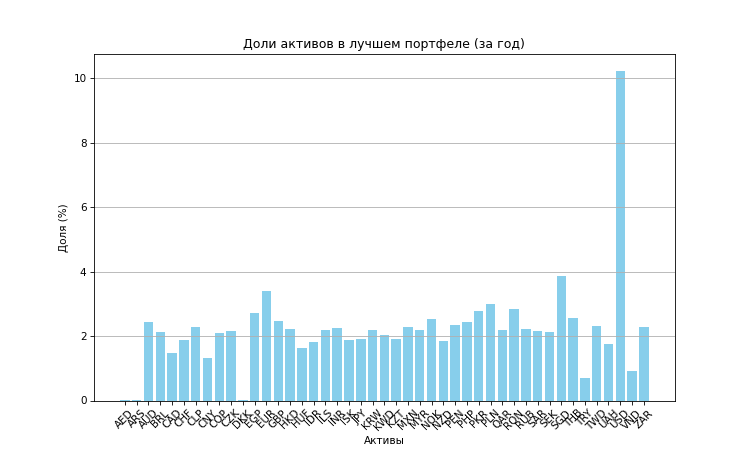 Доли активов в лучшем портфеле (за год)
Доля (%)
10
8
6
4
2
0
AED
ARS
AUD
BRL
CAD
CHF
CLP
CNY
COP
CZK
DKK
EGP
EUR
GBP
HKD
HUF
IDR
ILS
INR
ISK
JPY
KRW
KWD
KZT
MXN
MYR
NOK
NZD
PEN
PHP
PKR
PLN
QAR
RON
RUB
SAR
SEK
SGD
THB
TRY
TWD
UAH
USD
VND
ZAR
Активы